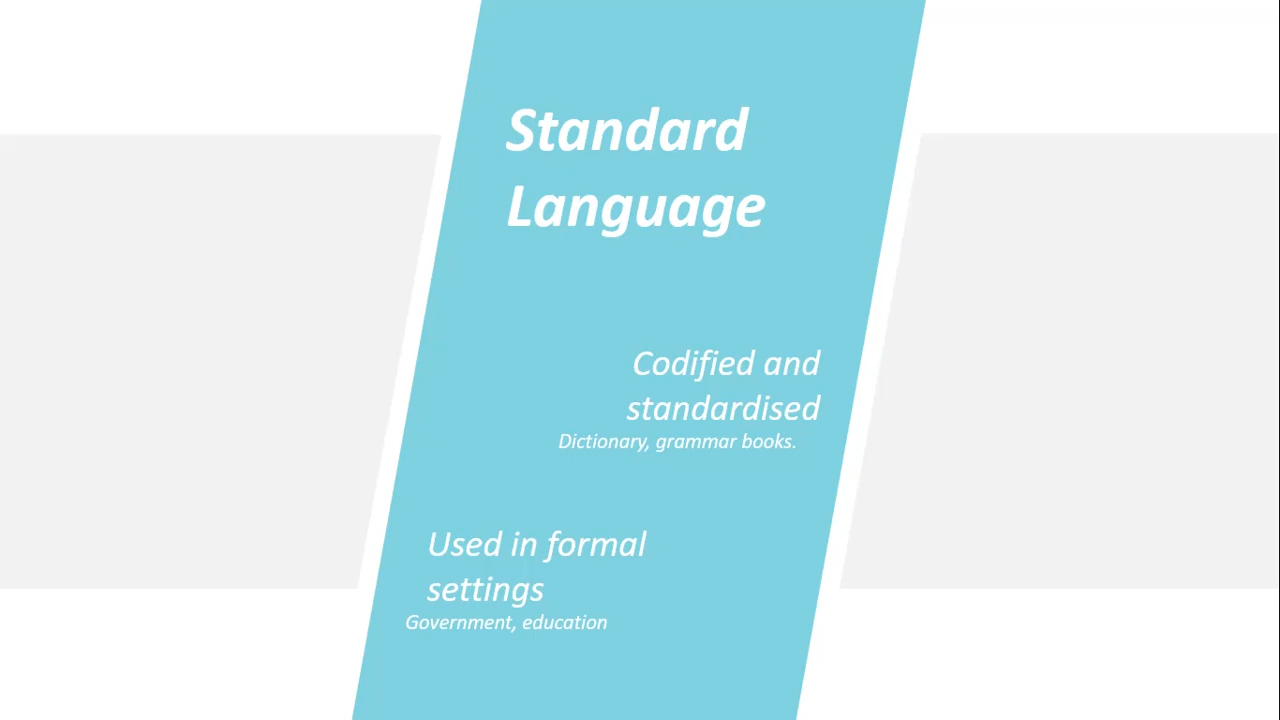 Standard
Language
Codified and
standardised
Dictionary, grammar books.
Used in formal
settings
Government, education